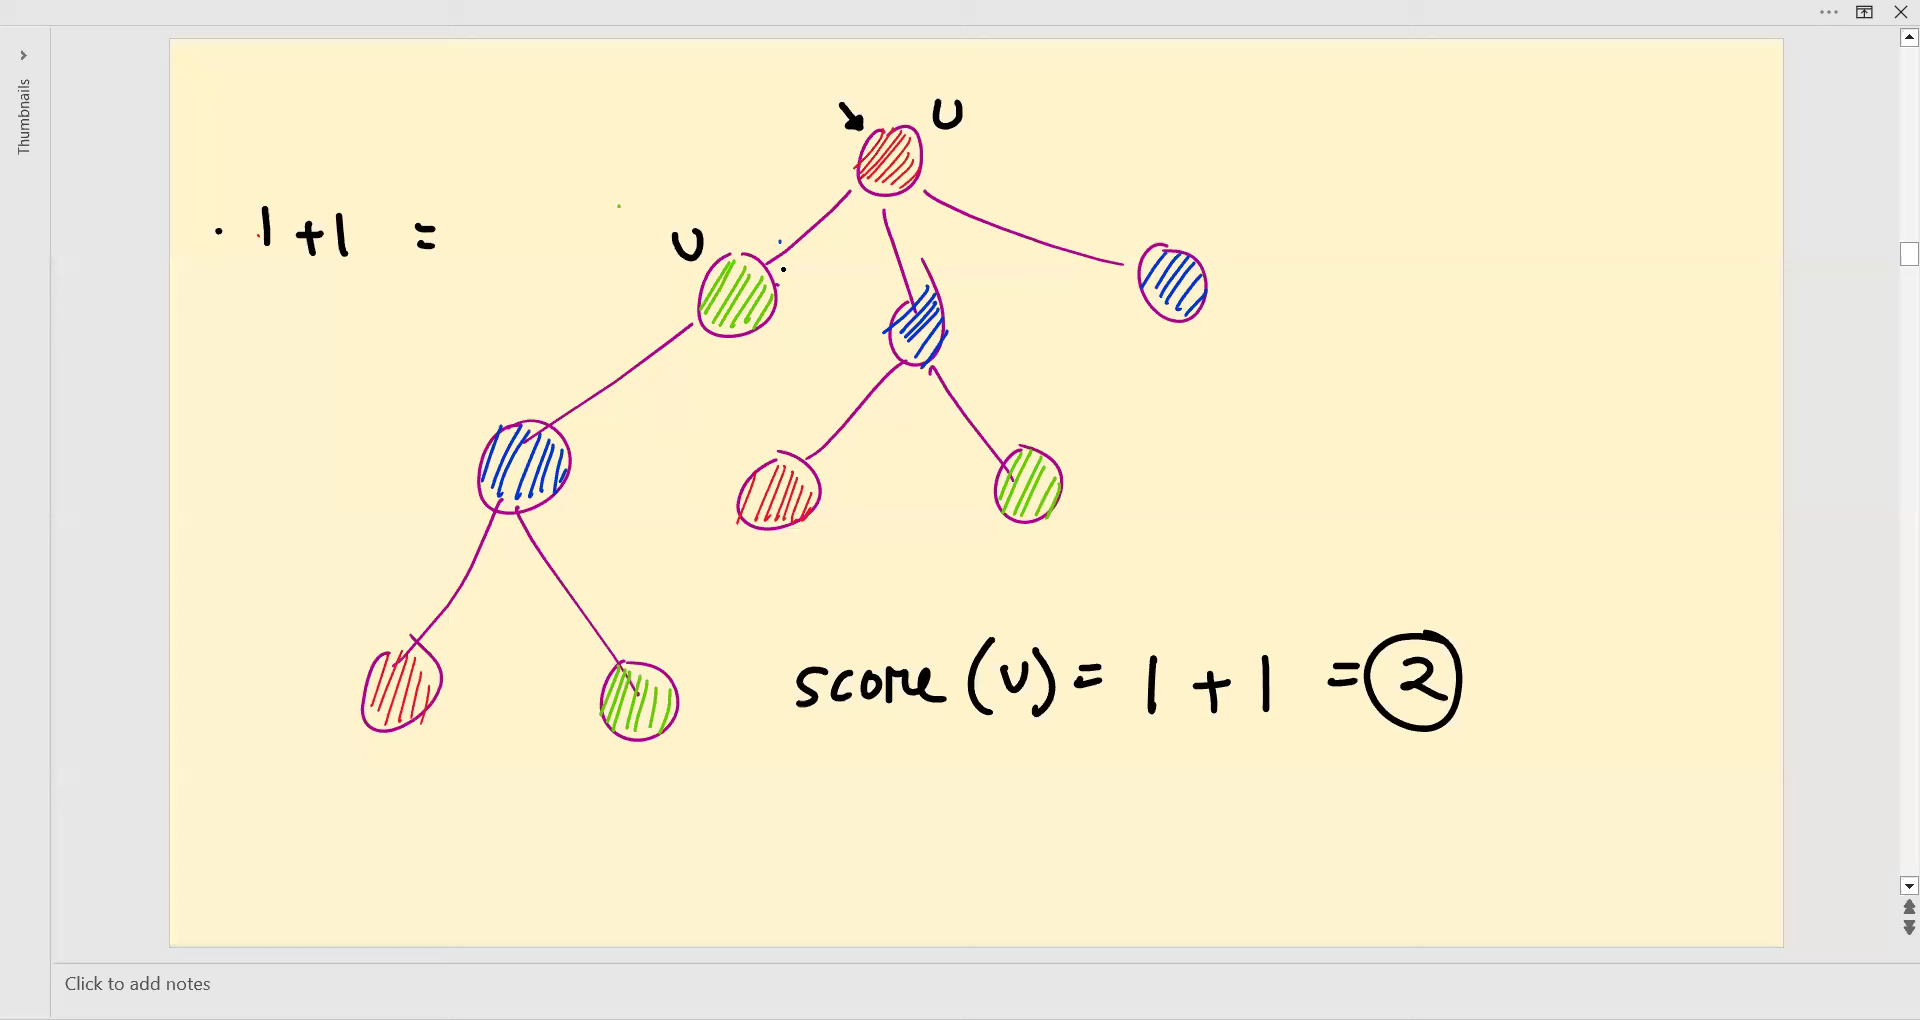 Thumbnails
U
1 + 1 =
U
score (U) = 1 + 1 = 2
Click to add notes